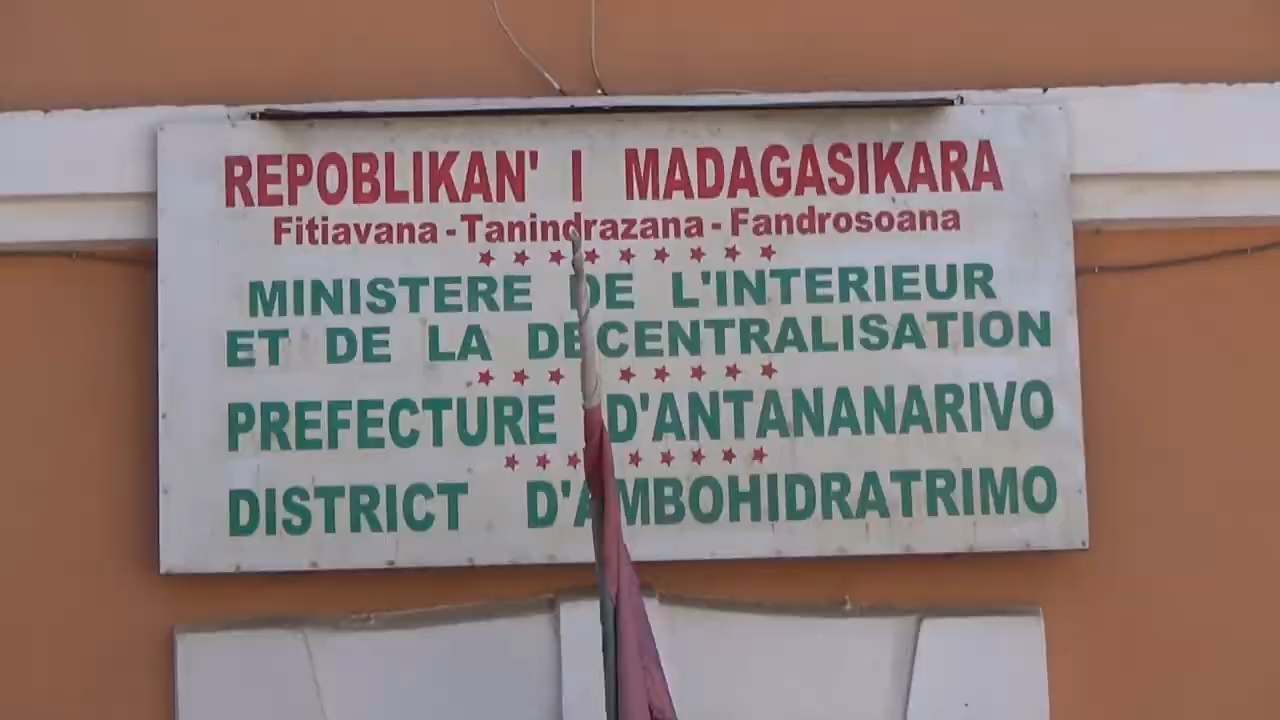 REPOBLIKAN' I MADAGASIKARA
Fitiavana - Tanindrazana - Fandrosoana
MINISTERE DE L'INTERIEUR
ET DE LA DECENTRALISATION
PREFECTURE D'ANTANANARIVO
DISTRICT D'AMBOHIDRATRIMO